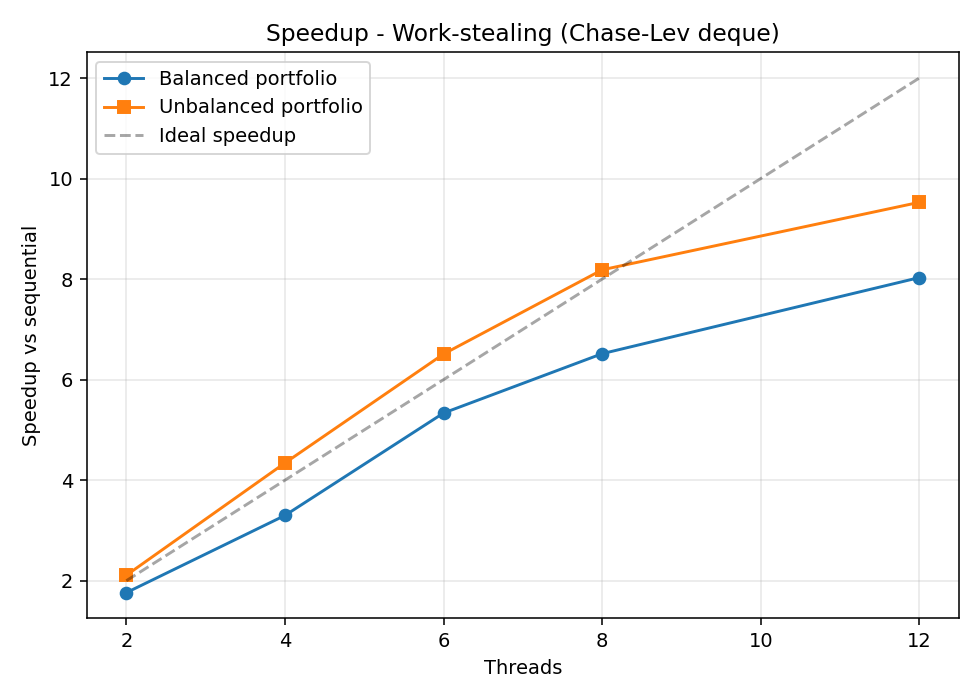 Speedup - Work-stealing (Chase-Lev deque)
Balanced portfolio
Unbalanced portfolio
Ideal speedup
Speedup vs sequential
12
10
8
6
4
2
2 4 6 8 10 12
Threads